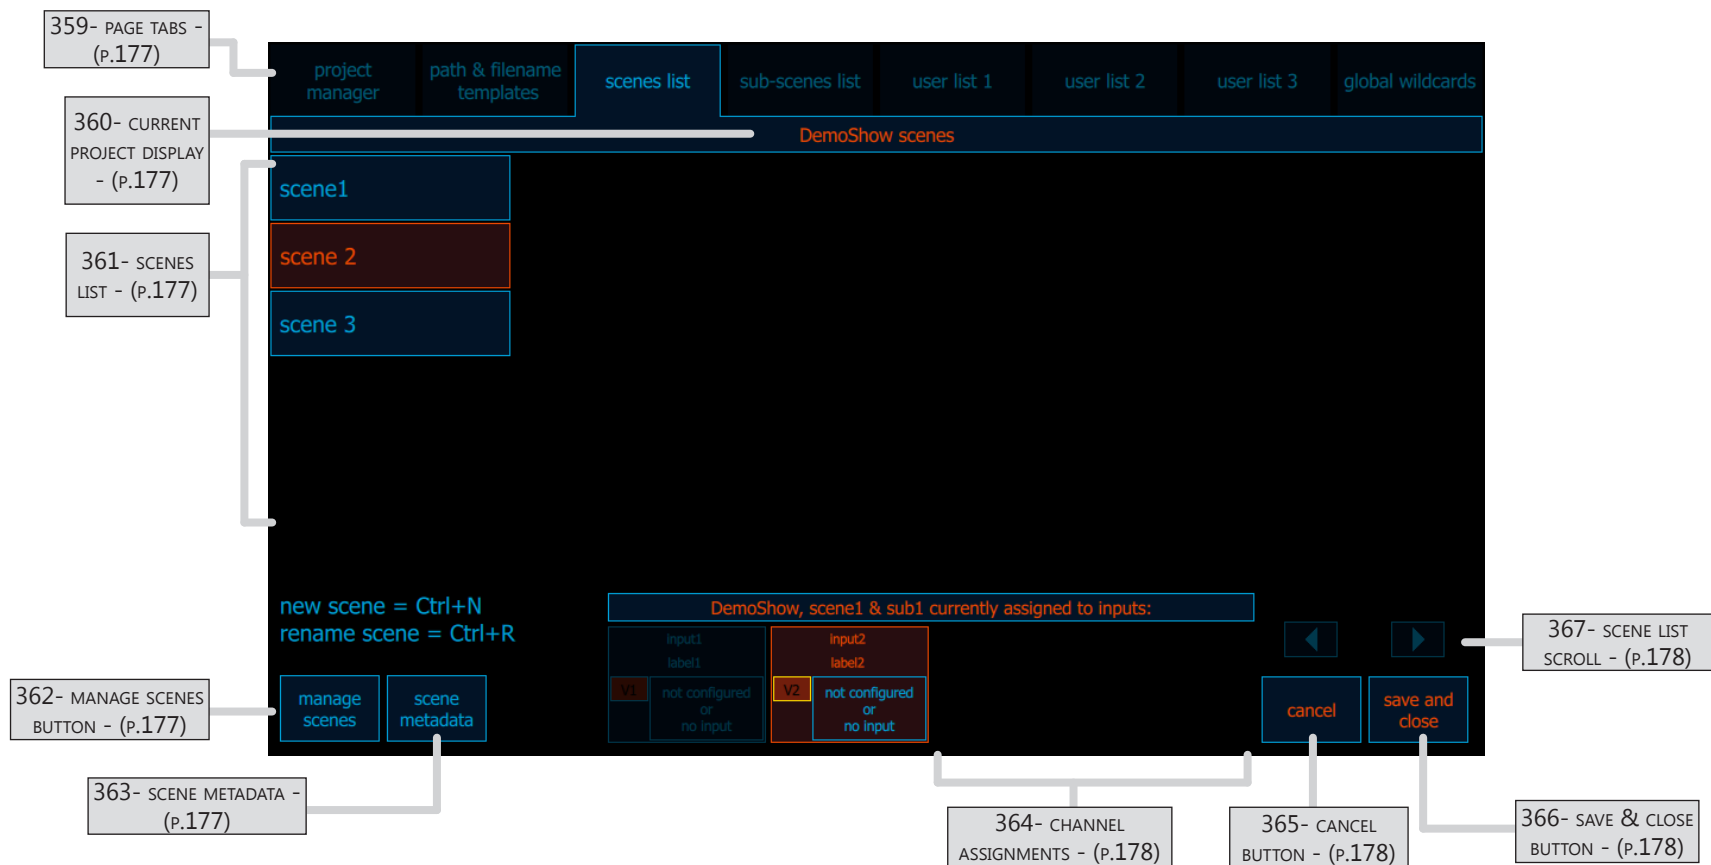 359- PAGE TABS -
(P.177)
project
manager
path & filename
templates
scenes list
sub-scenes list
user list 1
user list 2
user list 3
global wildcards
360- CURRENT
PROJECT DISPLAY
- (P.177)
DemoShow scenes
scene1
scene 2
scene 3
361- SCENES
LIST - (P.177)
new scene = Ctrl+N
rename scene = Ctrl+R
DemoShow, scene1 & sub1 currently assigned to inputs:
input1
label1
V1
not configured
or
no input
input2
label2
V2
not configured
or
no input
367- SCENE LIST
SCROLL - (P.178)
362- MANAGE SCENES
BUTTON - (P.177)
manage
scenes
scene
metadata
cancel
save and
close
363- SCENE METADATA -
(P.177)
364- CHANNEL
ASSIGNMENTS - (P.178)
365- CANCEL
BUTTON - (P.178)
366- SAVE & CLOSE
BUTTON - (P.178)